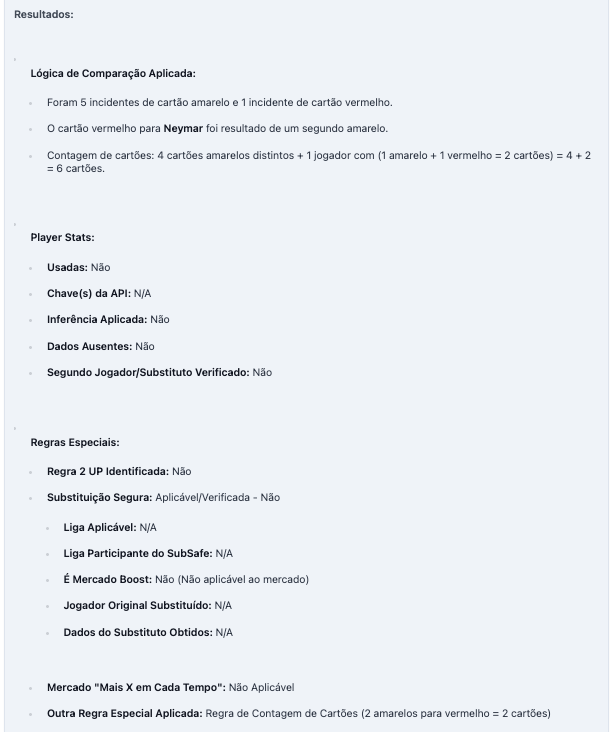 Resultados:
Lógica de Comparação Aplicada:
Foram 5 incidentes de cartão amarelo e 1 incidente de cartão vermelho.
O cartão vermelho para Neymar foi resultado de um segundo amarelo.
Contagem de cartões: 4 cartões amarelos distintos + 1 jogador com (1 amarelo + 1 vermelho = 2 cartões) = 4 + 2
= 6 cartões.
Player Stats:
Usadas: Não
Chave(s) da API: N/A
Inferência Aplicada: Não
Dados Ausentes: Não
Segundo Jogador/Substituto Verificado: Não
Regras Especiais:
Regra 2 UP Identificada: Não
Substituição Segura: Aplicável/Verificada - Não
Liga Aplicável: N/A
Liga Participante do SubSafe: N/A
É Mercado Boost: Não (Não aplicável ao mercado)
Jogador Original Substituído: N/A
Dados do Substituto Obtidos: N/A
Mercado "Mais X em Cada Tempo": Não Aplicável
Outra Regra Especial Aplicada: Regra de Contagem de Cartões (2 amarelos para vermelho = 2 cartões)